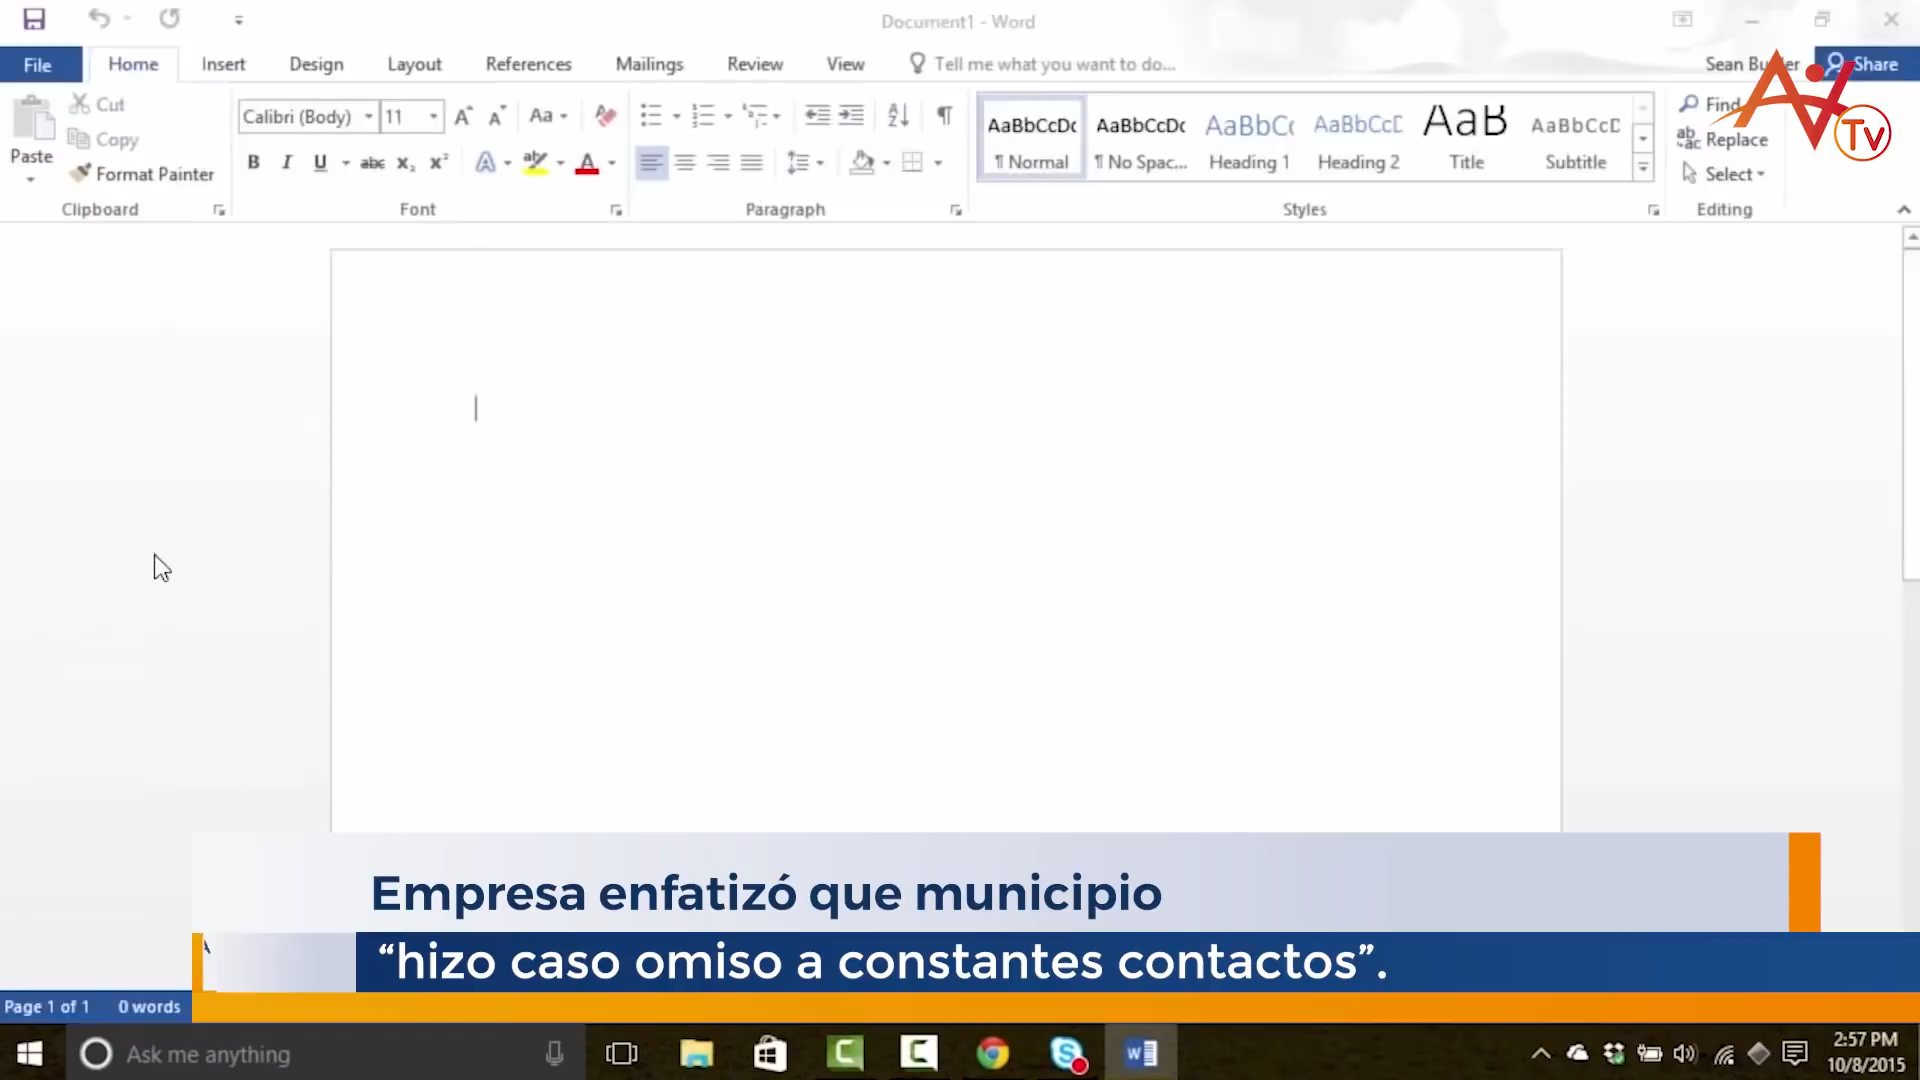 Document1 - Word
File Home Insert Design Layout References Mailings Review View Tell me what you want to do... Share
Cut
Copy
Paste
Format Painter
Clipboard
Calibri (Body) 11
Font
Paragraph
AaBbCcDc AaBbCcDc AaBbCc AaBbCcD AaB AaBbCcD
¶ Normal ¶ No Spac... Heading 1 Heading 2 Title Subtitle
Styles
Find
Replace
Select
Editing
Sean
AV Tv
Empresa enfatizó que municipio
“hizo caso omiso a constantes contactos”.
Page 1 of 1 0 words
Ask me anything
2:57 PM
10/8/2015